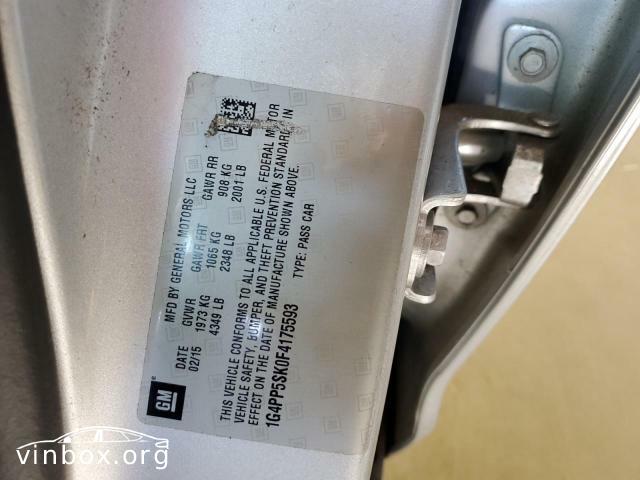 MFD BY GENERAL MOTORS LLC
DATE GVWR GAWR FRT GAWR RR
02/15 1973 KG 1065 KG 908 KG
4349 LB 2348 LB 2001 LB
THIS VEHICLE CONFORMS TO ALL APPLICABLE U.S. FEDERAL MOTOR
VEHICLE SAFETY, BUMPER, AND THEFT PREVENTION STANDARDS IN
EFFECT ON THE DATE OF MANUFACTURE SHOWN ABOVE.
1G4PP5SK0F4175593 TYPE: PASS CAR
GM
vinbox.org